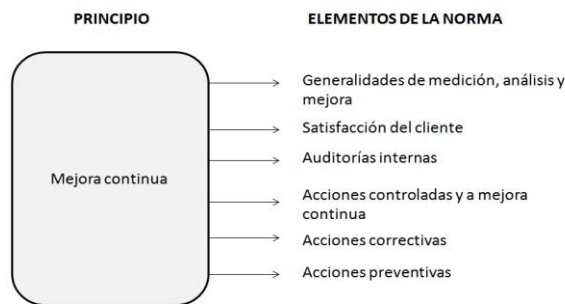 PRINCIPIO
ELEMENTOS DE LA NORMA
Mejora continua
Generalidades de medición, análisis y
mejora
Satisfacción del cliente
Auditorías internas
Acciones controladas y a mejora
continua
Acciones correctivas
Acciones preventivas